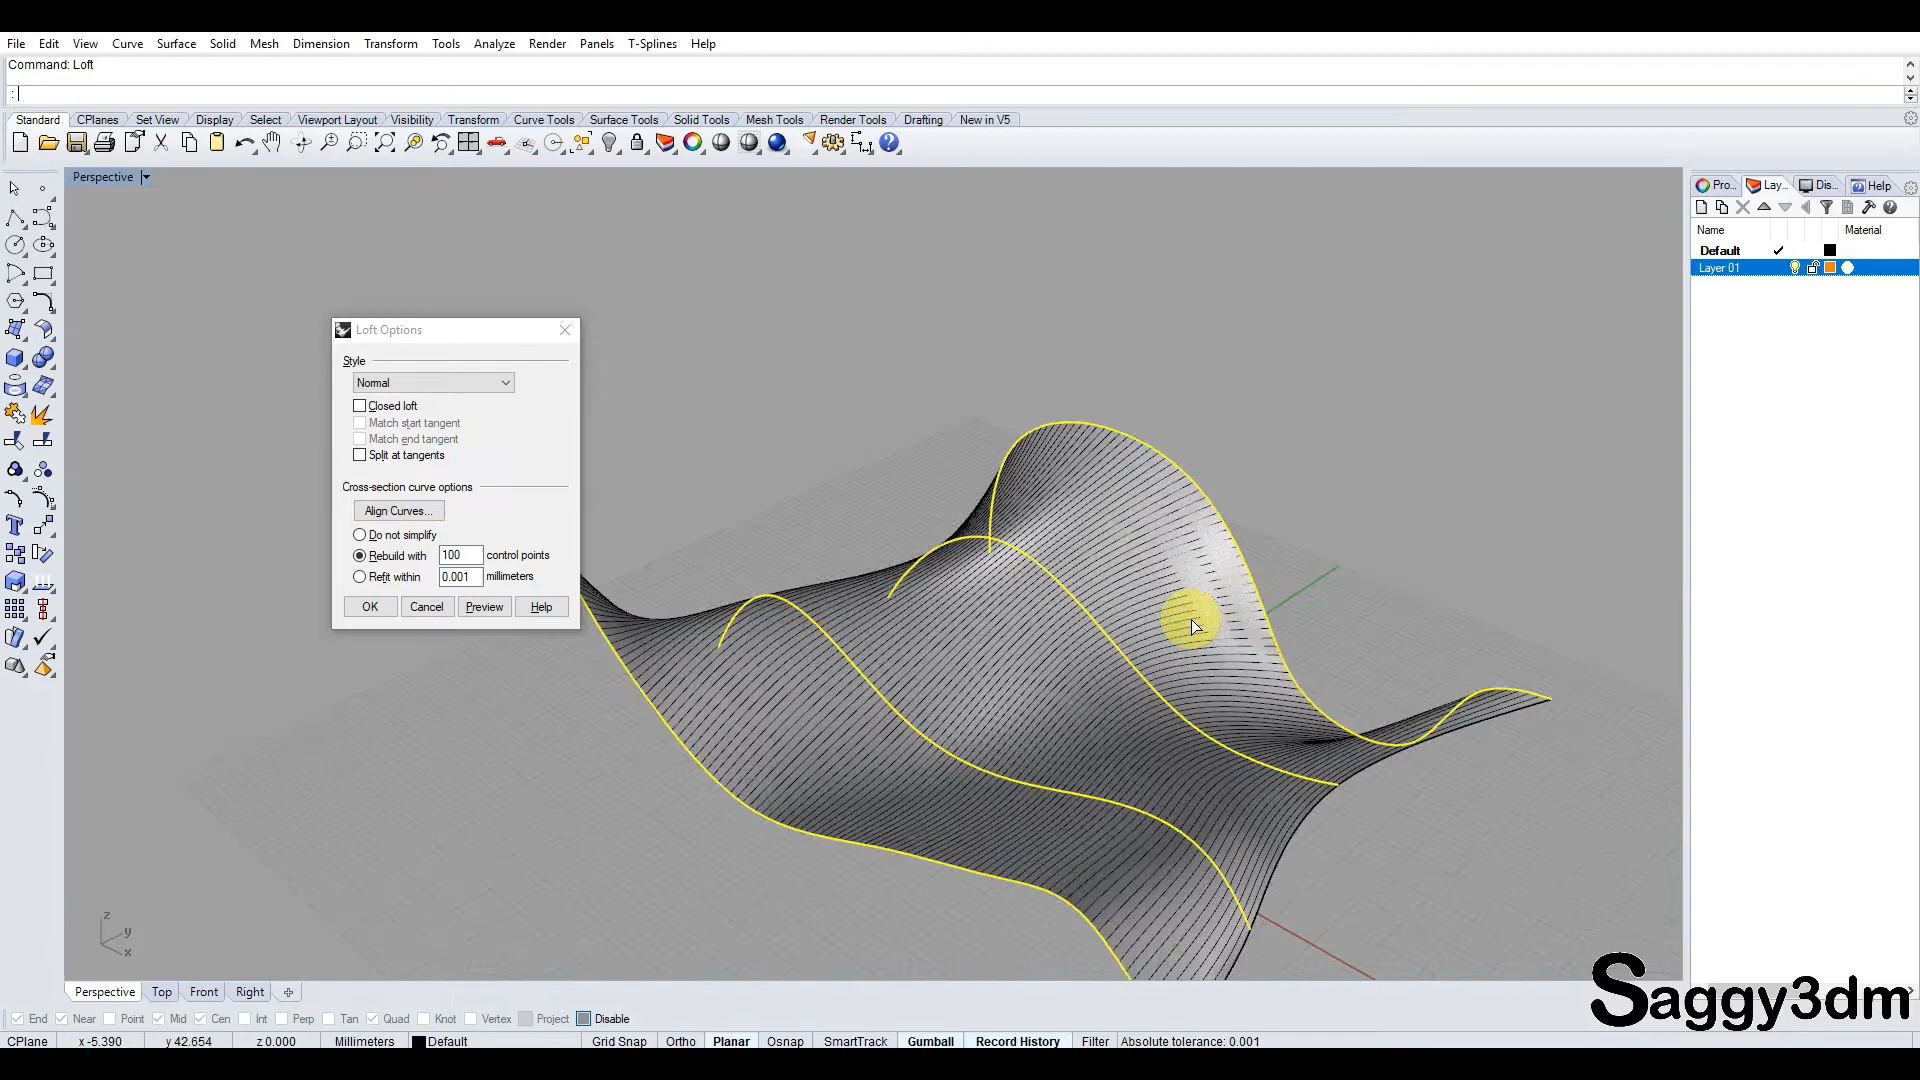 File Edit View Curve Surface Solid Mesh Dimension Transform Tools Analyze Render Panels T-Splines Help
Command: Loft
:
Standard CPlanes Set View Display Select Viewport Layout Visibility Transform Curve Tools Surface Tools Solid Tools Mesh Tools Render Tools Drafting New in V5
Perspective
Pro... Lay... Dis... Help
Name Material
Default
Layer 01
Loft Options
Style
Normal
Closed loft
Match start tangent
Match end tangent
Split at tangents
Cross-section curve options
Align Curves...
Do not simplify
Rebuild with 100 control points
Refit within 0.001 millimeters
OK Cancel Preview Help
z
y
x
Saggy3dm
Perspective Top Front Right
End Near Point Mid Cen Int Perp Tan Quad Knot Vertex Project Disable
CPlane x -5.390 y 42.654 z 0.000 Millimeters Default Grid Snap Ortho Planar Osnap SmartTrack Gumball Record History Filter Absolute tolerance: 0.001